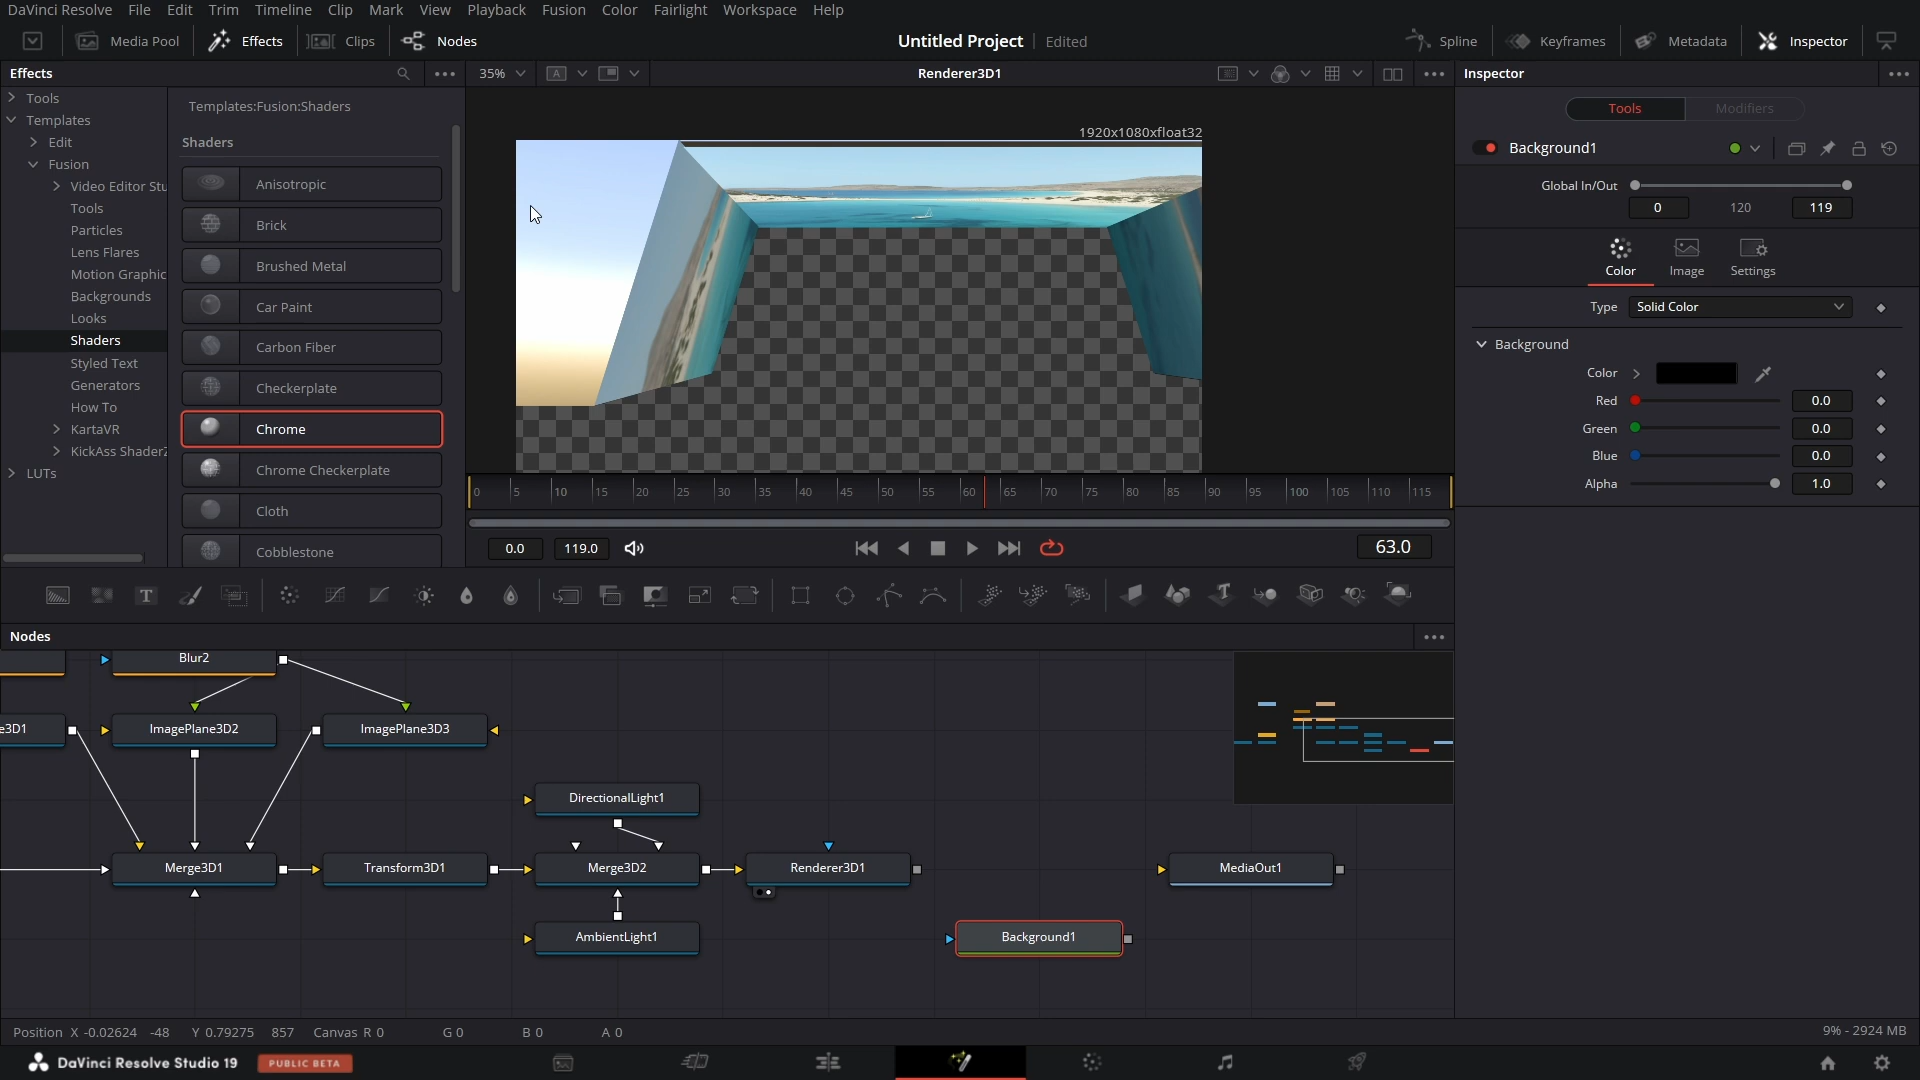 DaVinci Resolve File Edit Trim Timeline Clip Mark View Playback Fusion Color Fairlight Workspace Help
Media Pool Effects Clips Nodes Untitled Project Edited Spline Keyframes Metadata Inspector
Effects 35% A Renderer3D1 Inspector
Tools
Templates
Edit
Fusion
Video Editor Stu
Tools
Particles
Lens Flares
Motion Graphic
Backgrounds
Looks
Shaders
Styled Text
Generators
How To
KartaVR
KickAss ShaderZ
LUTs
Templates:Fusion:Shaders
Shaders
Anisotropic
Brick
Brushed Metal
Car Paint
Carbon Fiber
Checkerplate
Chrome
Chrome Checkerplate
Cloth
Cobblestone
1920x1080xfloat32
0 5 10 15 20 25 30 35 40 45 50 55 60 65 70 75 80 85 90 95 100 105 110 115
0.0 119.0 63.0
Tools Modifiers
Background1
Global In/Out
0 120 119
Color Image Settings
Type Solid Color
Background
Color
Red 0.0
Green 0.0
Blue 0.0
Alpha 1.0
T T
Nodes
Blur2
e3D1 ImagePlane3D2 ImagePlane3D3
DirectionalLight1
Merge3D1 Transform3D1 Merge3D2 Renderer3D1 MediaOut1
AmbientLight1 Background1
Position X -0.02624 -48 Y 0.79275 857 Canvas R 0 G 0 B 0 A 0 9% - 2924 MB
DaVinci Resolve Studio 19 PUBLIC BETA